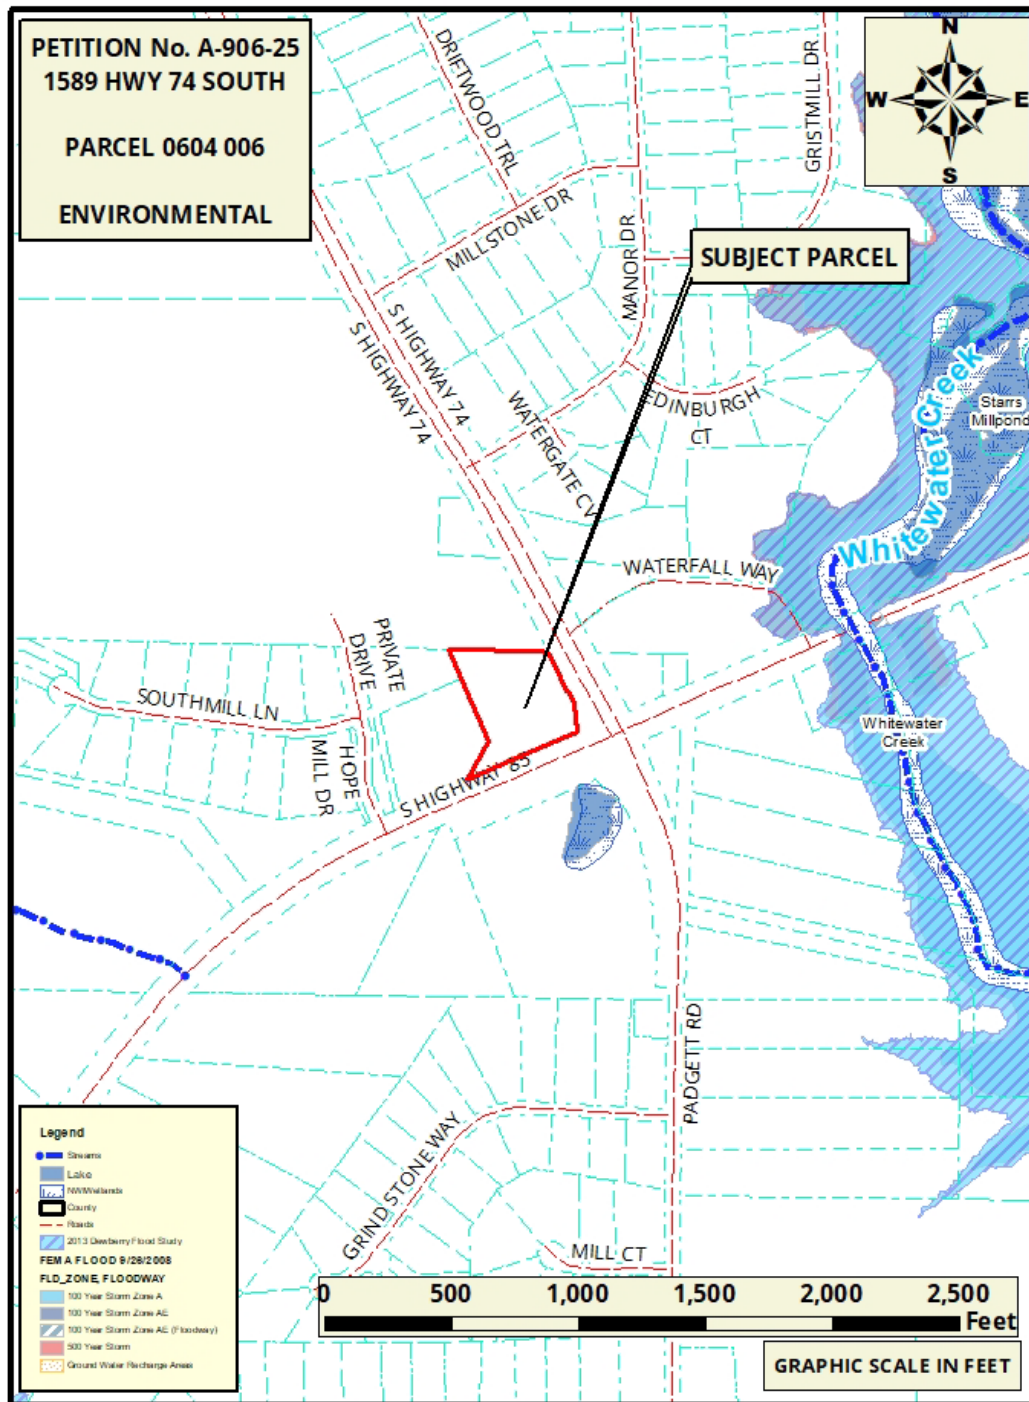 PETITION No. A-906-25
1589 HWY 74 SOUTH
PARCEL 0604 006
ENVIRONMENTAL
N
W
E
S
DRIFTWOOD TRL
GRISTMILL DR
MILLSTONE DR
MANOR DR
SUBJECT PARCEL
S HIGHWAY 74
S HIGHWAY 74
EDINBURGH
CT
WATERGATE CV
Whitewater Creek
Starrs
Millpond
WATERFALL WAY
PRIVATE
DRIVE
SOUTHMILL LN
HOPE
MILL DR
S HIGHWAY 85
Whitewater
Creek
PADGETT RD
GRINDSTONE WAY
MILL CT
Legend
Streams
Lake
NWIWetlands
County
Roads
2013 Dewberry Flood Study
FEMA FLOOD 9/26/2008
FLD_ZONE, FLOODWAY
100 Year Storm Zone A
100 Year Storm Zone AE
100 Year Storm Zone AE (Floodway)
500 Year Storm
Ground Water Recharge Areas
0 500 1,000 1,500 2,000 2,500
Feet
GRAPHIC SCALE IN FEET